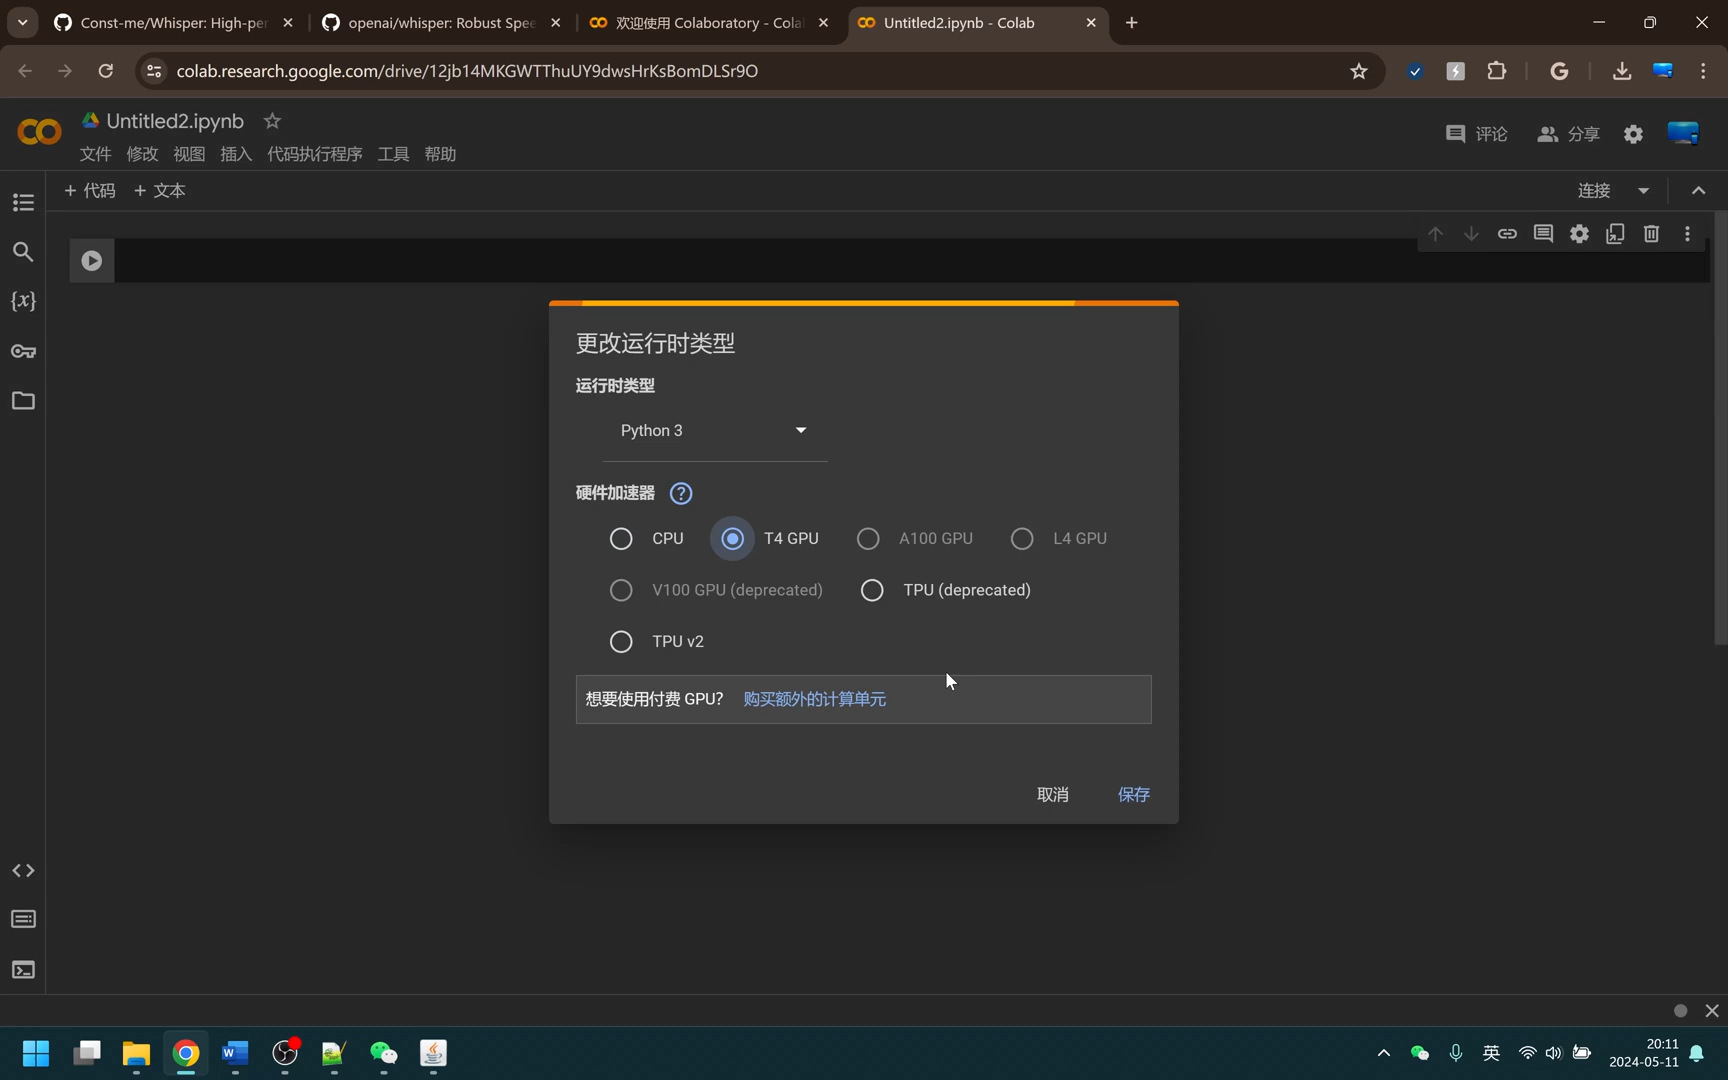 Const-me/Whisper: High-per
openai/whisper: Robust Spee
欢迎使用 Colaboratory - Cola
Untitled2.ipynb - Colab
colab.research.google.com/drive/12jb14MKGWTThuUY9dwsHrKsBomDLSr9O
Untitled2.ipynb
文件 修改 视图 插入 代码执行程序 工具 帮助
评论 分享
+ 代码 + 文本
连接
{x}
更改运行时类型
运行时类型
Python 3
硬件加速器 ?
CPU T4 GPU A100 GPU L4 GPU
V100 GPU (deprecated) TPU (deprecated)
TPU v2
想要使用付费 GPU? 购买额外的计算单元
取消 保存
英
20:11
2024-05-11